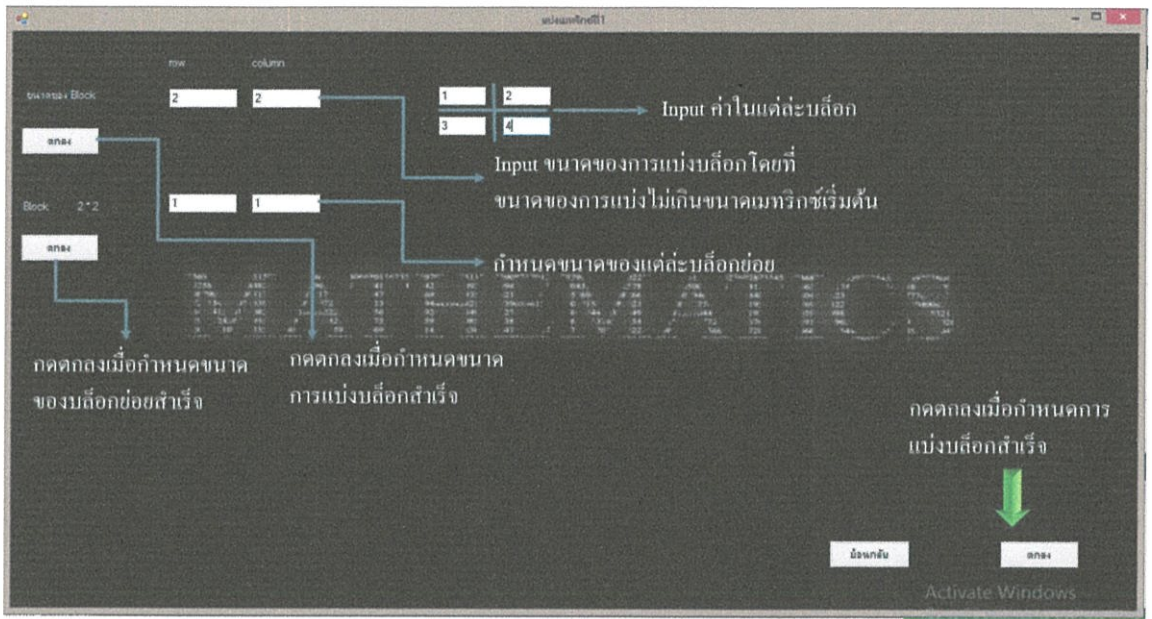 แบ่งเมทริกซ์ที่1
row column
ขนาดของ Block 2 2
1 2
3 4
Input ค่าในแต่ล่ะบล็อก
ตกลง
Input ขนาดของการแบ่งบล็อกโดยที่
ขนาดของการแบ่งไม่เกินขนาดเมทริกซ์เริ่มต้น
Block 2*2 1 1
ตกลง
กำหนดขนาดของแต่ล่ะบล็อกย่อย
MATHEMATICS
กดตกลงเมื่อกำหนดขนาด
ของบล็อกย่อยสำเร็จ
กดตกลงเมื่อกำหนดขนาด
การแบ่งบล็อกสำเร็จ
กดตกลงเมื่อกำหนดการ
แบ่งบล็อกสำเร็จ
ย้อนกลับ ตกลง
Activate Windows